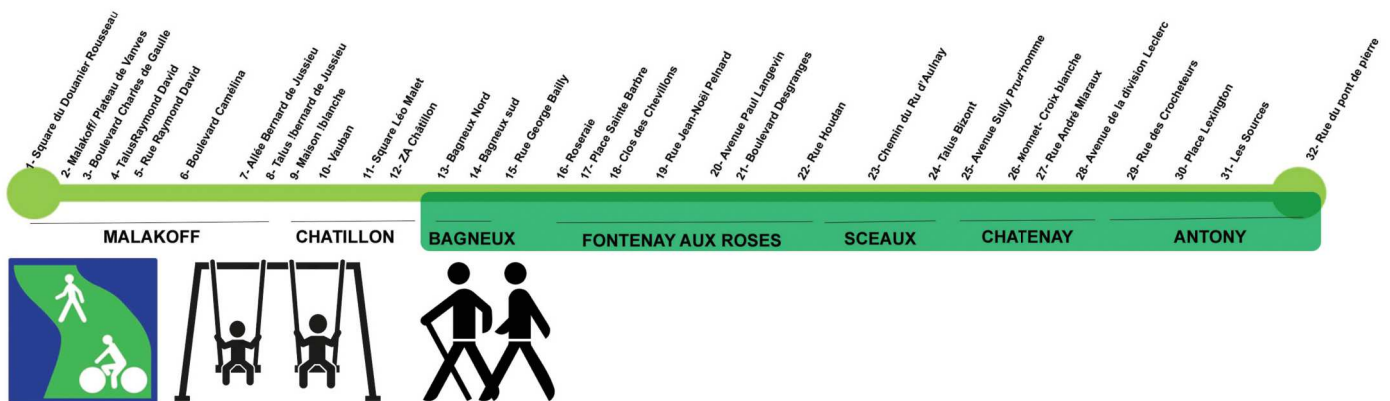 1- Square du Douanier Rousseau
2- Malakoff/ Plateau de Vanves
3- Boulevard Charles de Gaulle
4- TalusRaymond David
5- Rue Raymond David
6- Boulevard Camélina
7- Allée Bernard de Jussieu
8- Talus Ibernard de Jussieu
9- Maison Iblanche
10- Vauban
11- Square Léo Malet
12- ZA Châtillon
13- Bagneux Nord
14- Bagneux sud
15- Rue George Bailly
16- Roseraie
17- Place Sainte Barbre
18- Clos des Chevillons
19- Rue Jean-Noël Pelnard
20- Avenue Paul Langevin
21- Boulevard Desgranges
22- Rue Houdan
23- Chemin du Ru d'Aulnay
24- Talus Bizont
25- Avenue Sully Prud'homme
26- Monnet- Croix blanche
27- Rue André Mlaraux
28- Avenue de la division Leclerc
29- Rue des Crocheteurs
30- Place Lexington
31- Les Sources
32- Rue du pont de pierre
MALAKOFF
CHATILLON
BAGNEUX
FONTENAY AUX ROSES
SCEAUX
CHATENAY
ANTONY